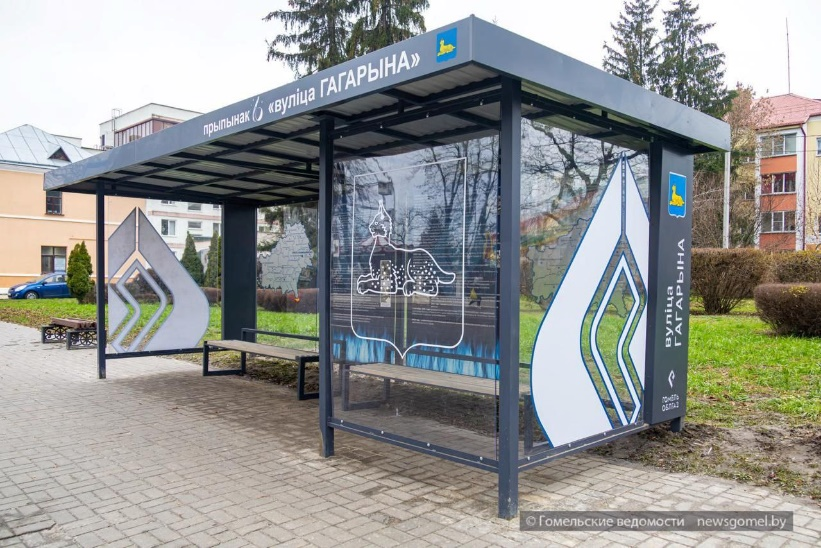 прыпынак «вуліца ГАГАРЫНА»
вуліца
ГАГАРЫНА
ГОМЕЛЬ
ОБЛГАЗ
© Гомельские ведомости newsgomel.by